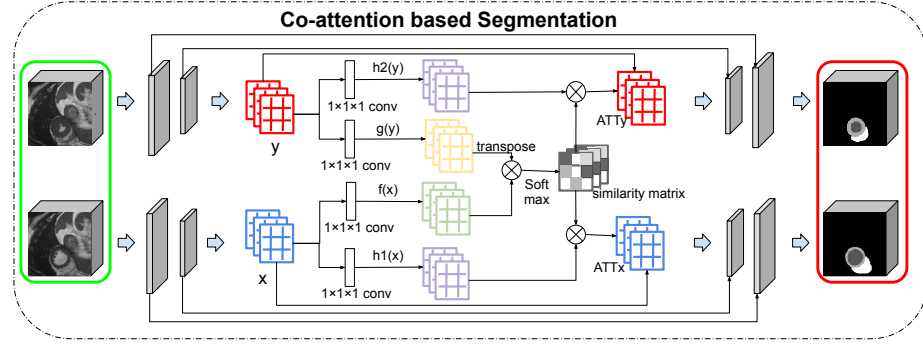 Co-attention based Segmentation
h2(y)
1×1×1 conv
ATTy
y
g(y)
transpose
1×1×1 conv
Soft
max
similarity matrix
f(x)
1×1×1 conv
x
h1(x)
ATTx
1×1×1 conv